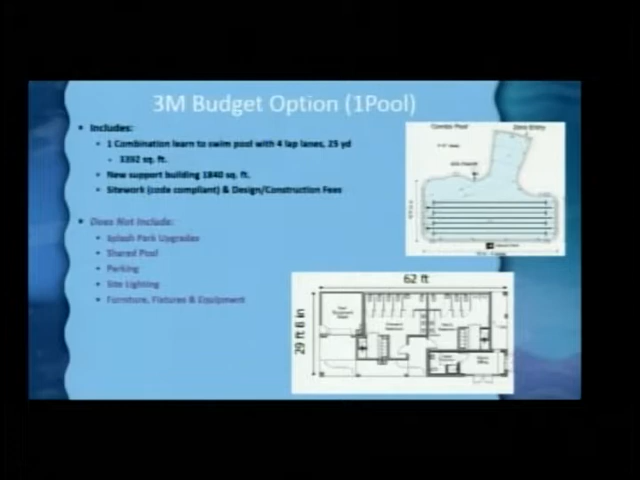 3M Budget Option (1Pool)
Includes:
1 Combination learn to swim pool with 4 lap lanes, 25 yd
3392 sq. ft.
New support building 1840 sq. ft.
Sitework (code compliant) & Design/Construction Fees
Does Not Include:
Splash Park Upgrades
Shared Pool
Parking
Site Lighting
Furniture, Fixtures & Equipment
Combo Pool
Zero Entry
62 ft
29 ft 8 in